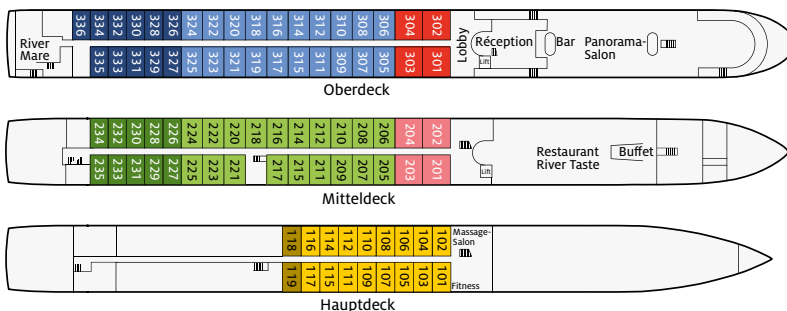 336 334 332 330 328 326 324 322 320 318 316 314 312 310 308 306 304 302
River
Mare
Lobby
Réception
Bar
Panorama-
Salon
Lift
335 333 331 329 327 325 323 321 319 317 315 311 309 307 305 303 301
Oberdeck
234 232 230 228 226 224 222 220 218 216 214 212 210 208 206 204 202
Restaurant
River Taste
Buffet
Lift
235 233 231 229 227 225 223 221 217 215 211 209 207 205 203 201
Mitteldeck
118 116 114 112 110 108 106 104 102
Massage-
Salon
119 117 115 111 109 107 105 103 101
Fitness
Hauptdeck